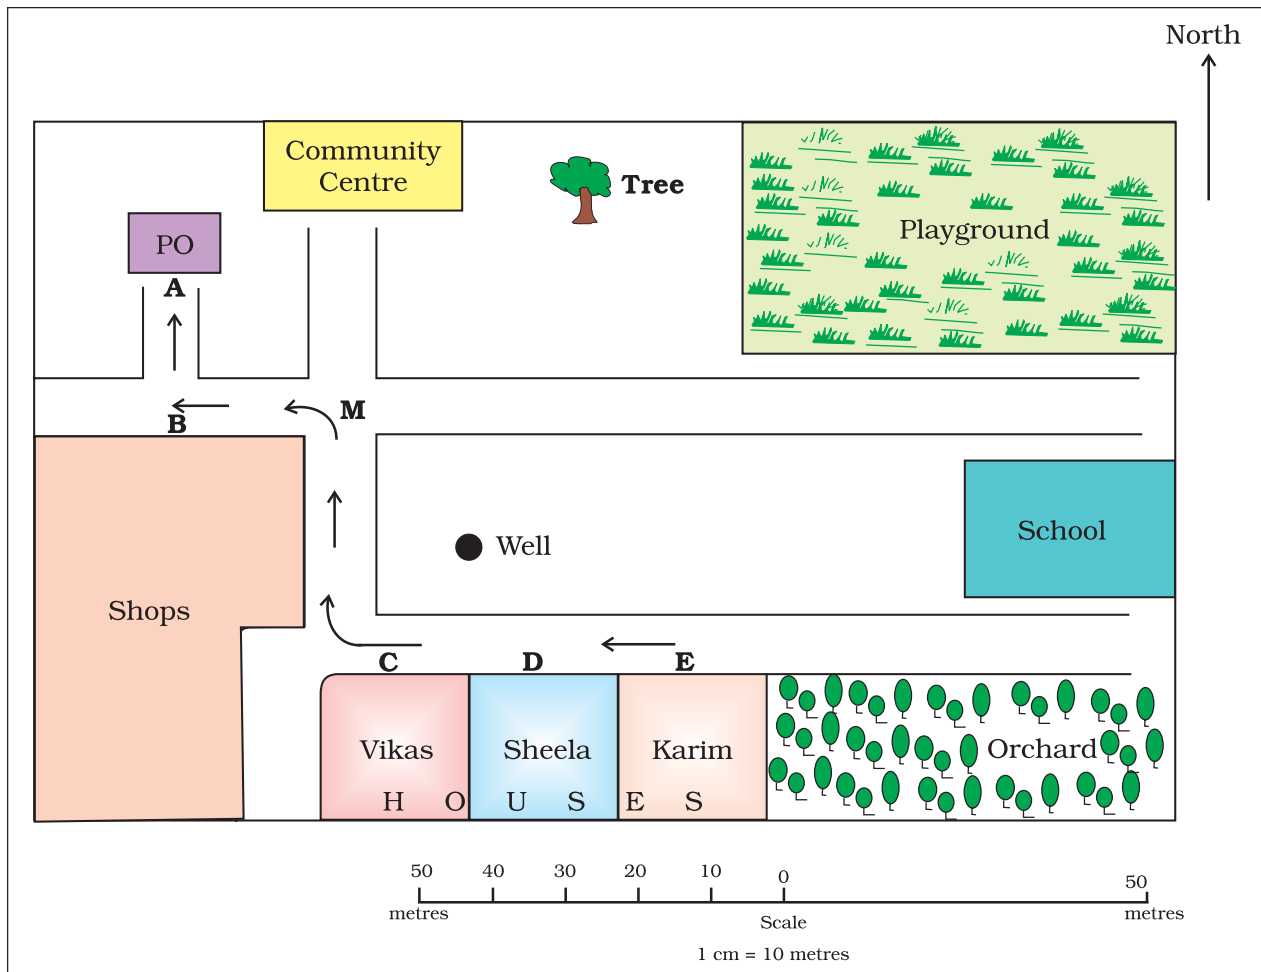 North
Community
Centre
Tree
PO
Playground
A
M
B
School
Well
Shops
C D E
Vikas Sheela Karim Orchard
H O U S E S
50 40 30 20 10 0 50
metres metres
Scale
1 cm = 10 metres